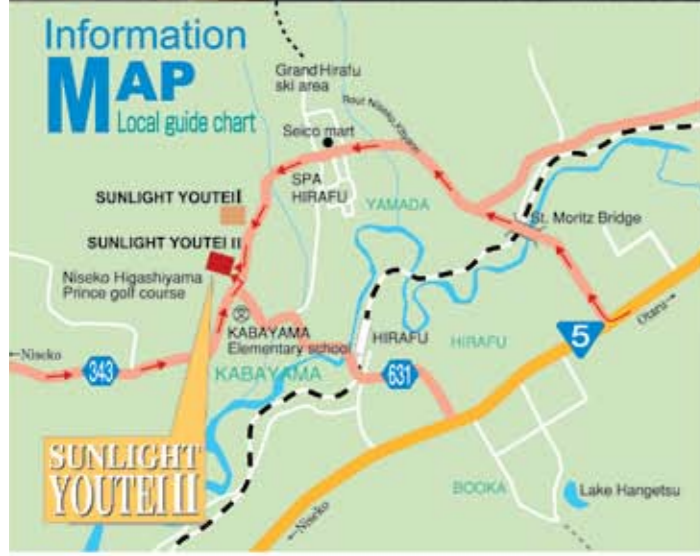 Information
MAP
Local guide chart
Grand Hirafu
ski area
Seico mart
SPA
HIRAFU
YAMADA
SUNLIGHT YOUTEI I
SUNLIGHT YOUTEI II
St. Moritz Bridge
Niseko Higashiyama
Prince golf course
Otaru
5
KABAYAMA
Elementary school
HIRAFU
HIRAFU
Niseko
343
KABAYAMA
631
SUNLIGHT
YOUTEI II
BOOKA
Lake Hangetsu
Niseko